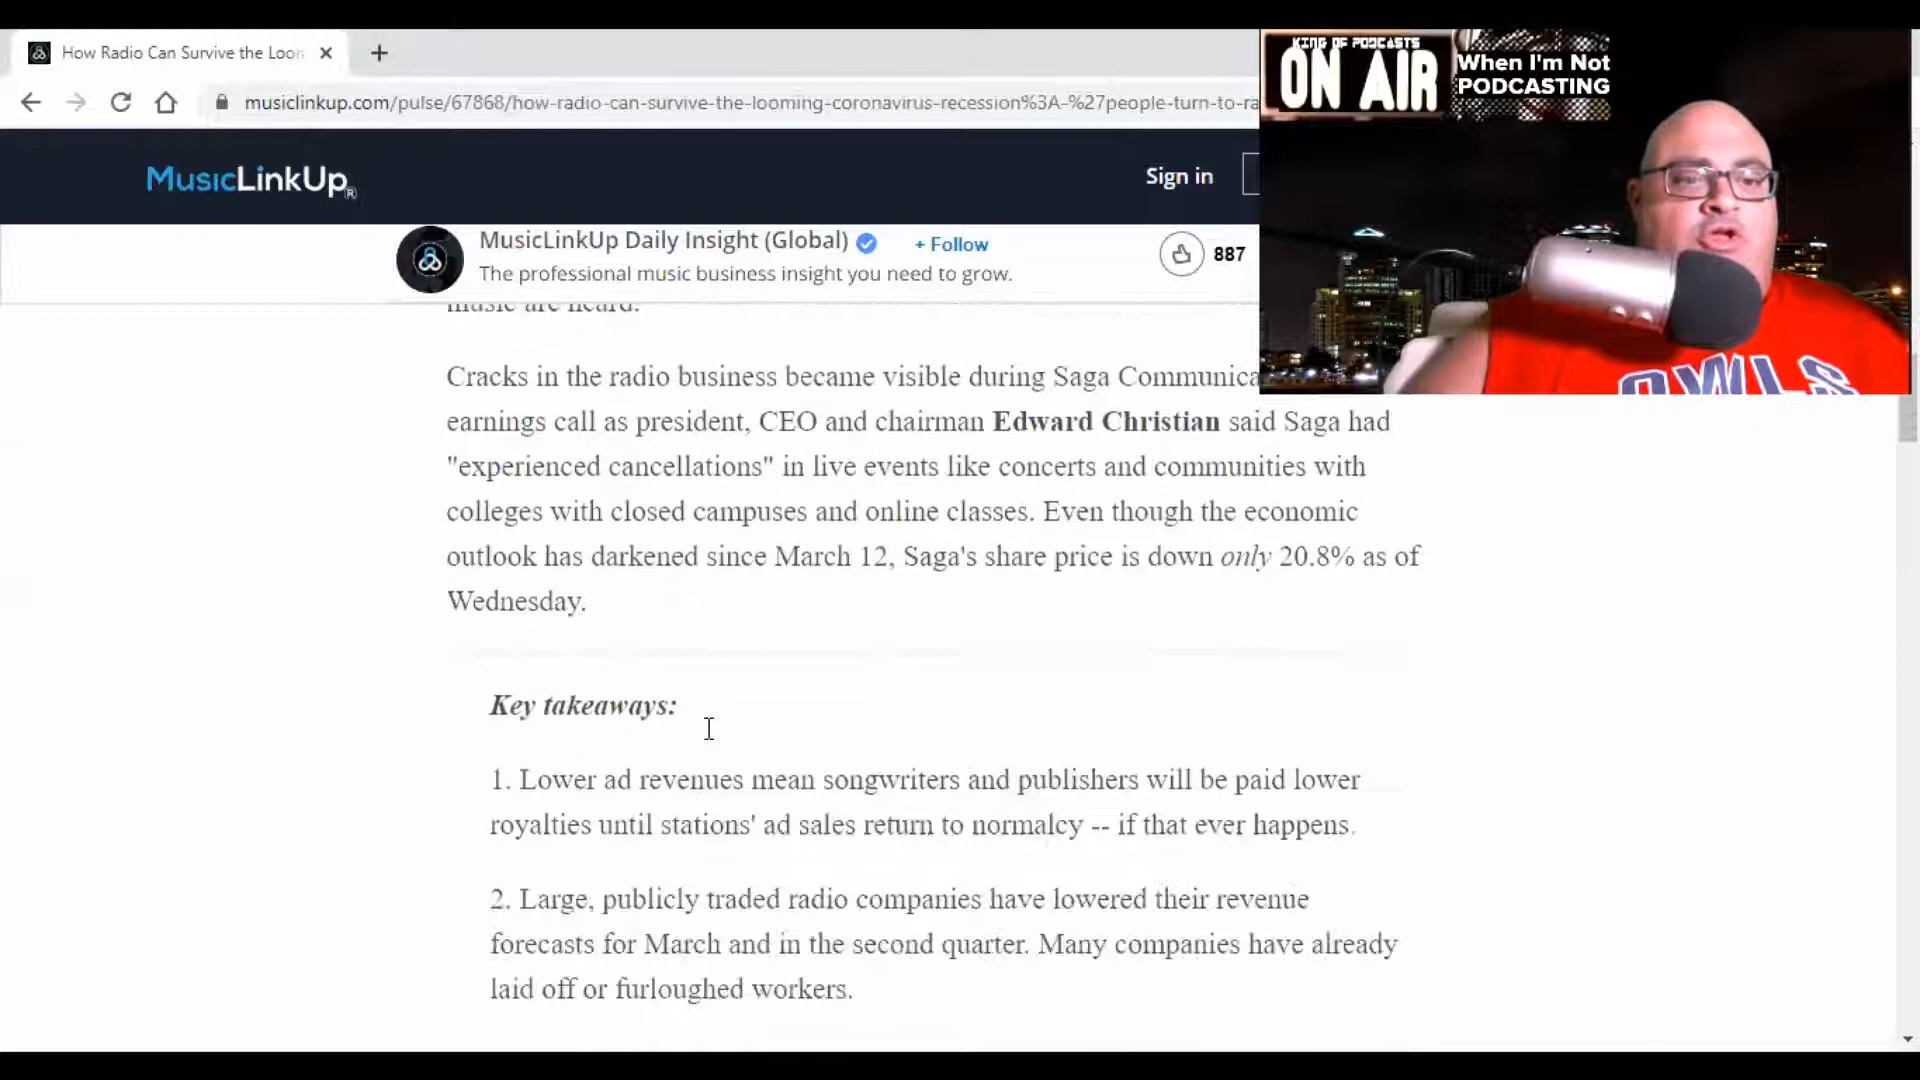 How Radio Can Survive the Loon
musiclinkup.com/pulse/67868/how-radio-can-survive-the-looming-coronavirus-recession%3A-%27people-turn-to-ra
KING OF PODCASTS
ON AIR
When I'm Not
PODCASTING
MusicLinkUp®
Sign in
MusicLinkUp Daily Insight (Global)
+ Follow
887
The professional music business insight you need to grow.
music are heard.
Cracks in the radio business became visible during Saga Communica
earnings call as president, CEO and chairman Edward Christian said Saga had
"experienced cancellations" in live events like concerts and communities with
colleges with closed campuses and online classes. Even though the economic
outlook has darkened since March 12, Saga's share price is down only 20.8% as of
Wednesday.
Key takeaways:
1. Lower ad revenues mean songwriters and publishers will be paid lower
royalties until stations' ad sales return to normalcy -- if that ever happens.
2. Large, publicly traded radio companies have lowered their revenue
forecasts for March and in the second quarter. Many companies have already
laid off or furloughed workers.
OWLS